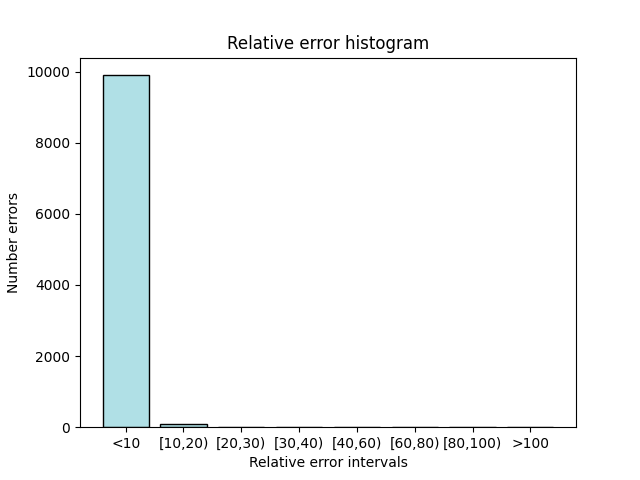 Relative error histogram
10000
8000
6000
4000
2000
0
Number errors
<10 [10,20) [20,30) [30,40) [40,60) [60,80) [80,100) >100
Relative error intervals